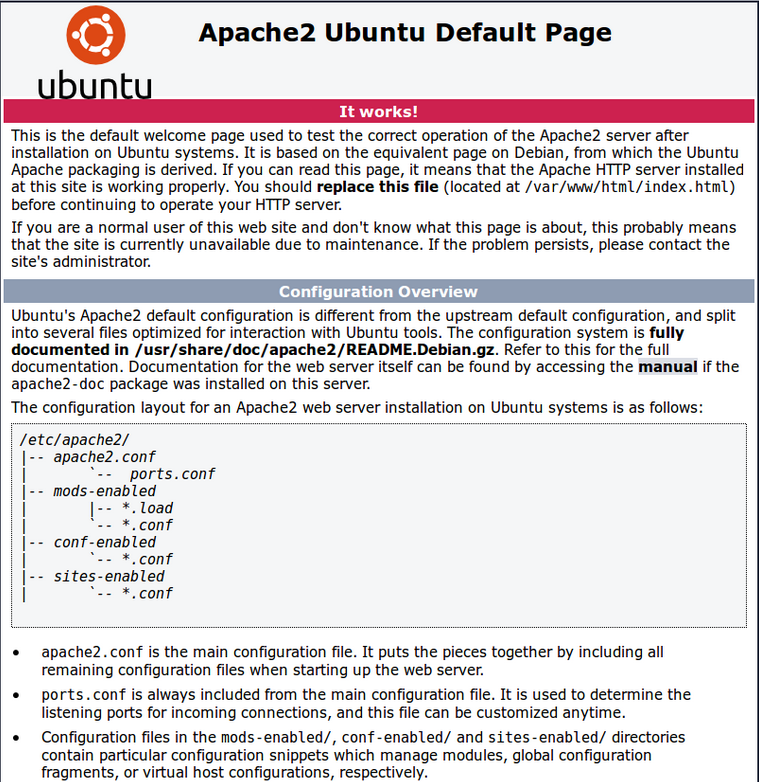 Apache2 Ubuntu Default Page
ubuntu
It works!
This is the default welcome page used to test the correct operation of the Apache2 server after
installation on Ubuntu systems. It is based on the equivalent page on Debian, from which the Ubuntu
Apache packaging is derived. If you can read this page, it means that the Apache HTTP server installed
at this site is working properly. You should replace this file (located at /var/www/html/index.html)
before continuing to operate your HTTP server.
If you are a normal user of this web site and don't know what this page is about, this probably means
that the site is currently unavailable due to maintenance. If the problem persists, please contact the
site's administrator.
Configuration Overview
Ubuntu's Apache2 default configuration is different from the upstream default configuration, and split
into several files optimized for interaction with Ubuntu tools. The configuration system is fully
documented in /usr/share/doc/apache2/README.Debian.gz. Refer to this for the full
documentation. Documentation for the web server itself can be found by accessing the manual if the
apache2-doc package was installed on this server.
The configuration layout for an Apache2 web server installation on Ubuntu systems is as follows:
/etc/apache2/
|-- apache2.conf
|       `--  ports.conf
|-- mods-enabled
|       |-- *.load
|       `-- *.conf
|-- conf-enabled
|       `-- *.conf
|-- sites-enabled
|       `-- *.conf
• apache2.conf is the main configuration file. It puts the pieces together by including all
remaining configuration files when starting up the web server.
• ports.conf is always included from the main configuration file. It is used to determine the
listening ports for incoming connections, and this file can be customized anytime.
• Configuration files in the mods-enabled/, conf-enabled/ and sites-enabled/ directories
contain particular configuration snippets which manage modules, global configuration
fragments, or virtual host configurations, respectively.